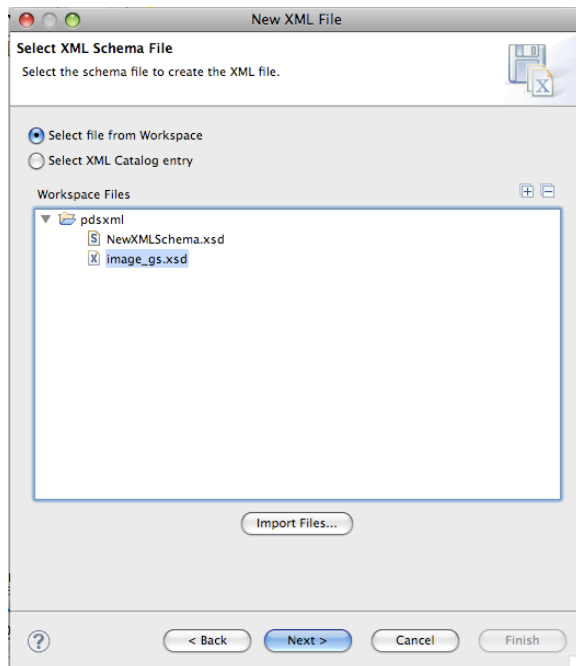 New XML File
Select XML Schema File
Select the schema file to create the XML file.
X
Select file from Workspace
Select XML Catalog entry
Workspace Files
pdsxml
S NewXMLSchema.xsd
X image_gs.xsd
Import Files...
? < Back Next > Cancel Finish